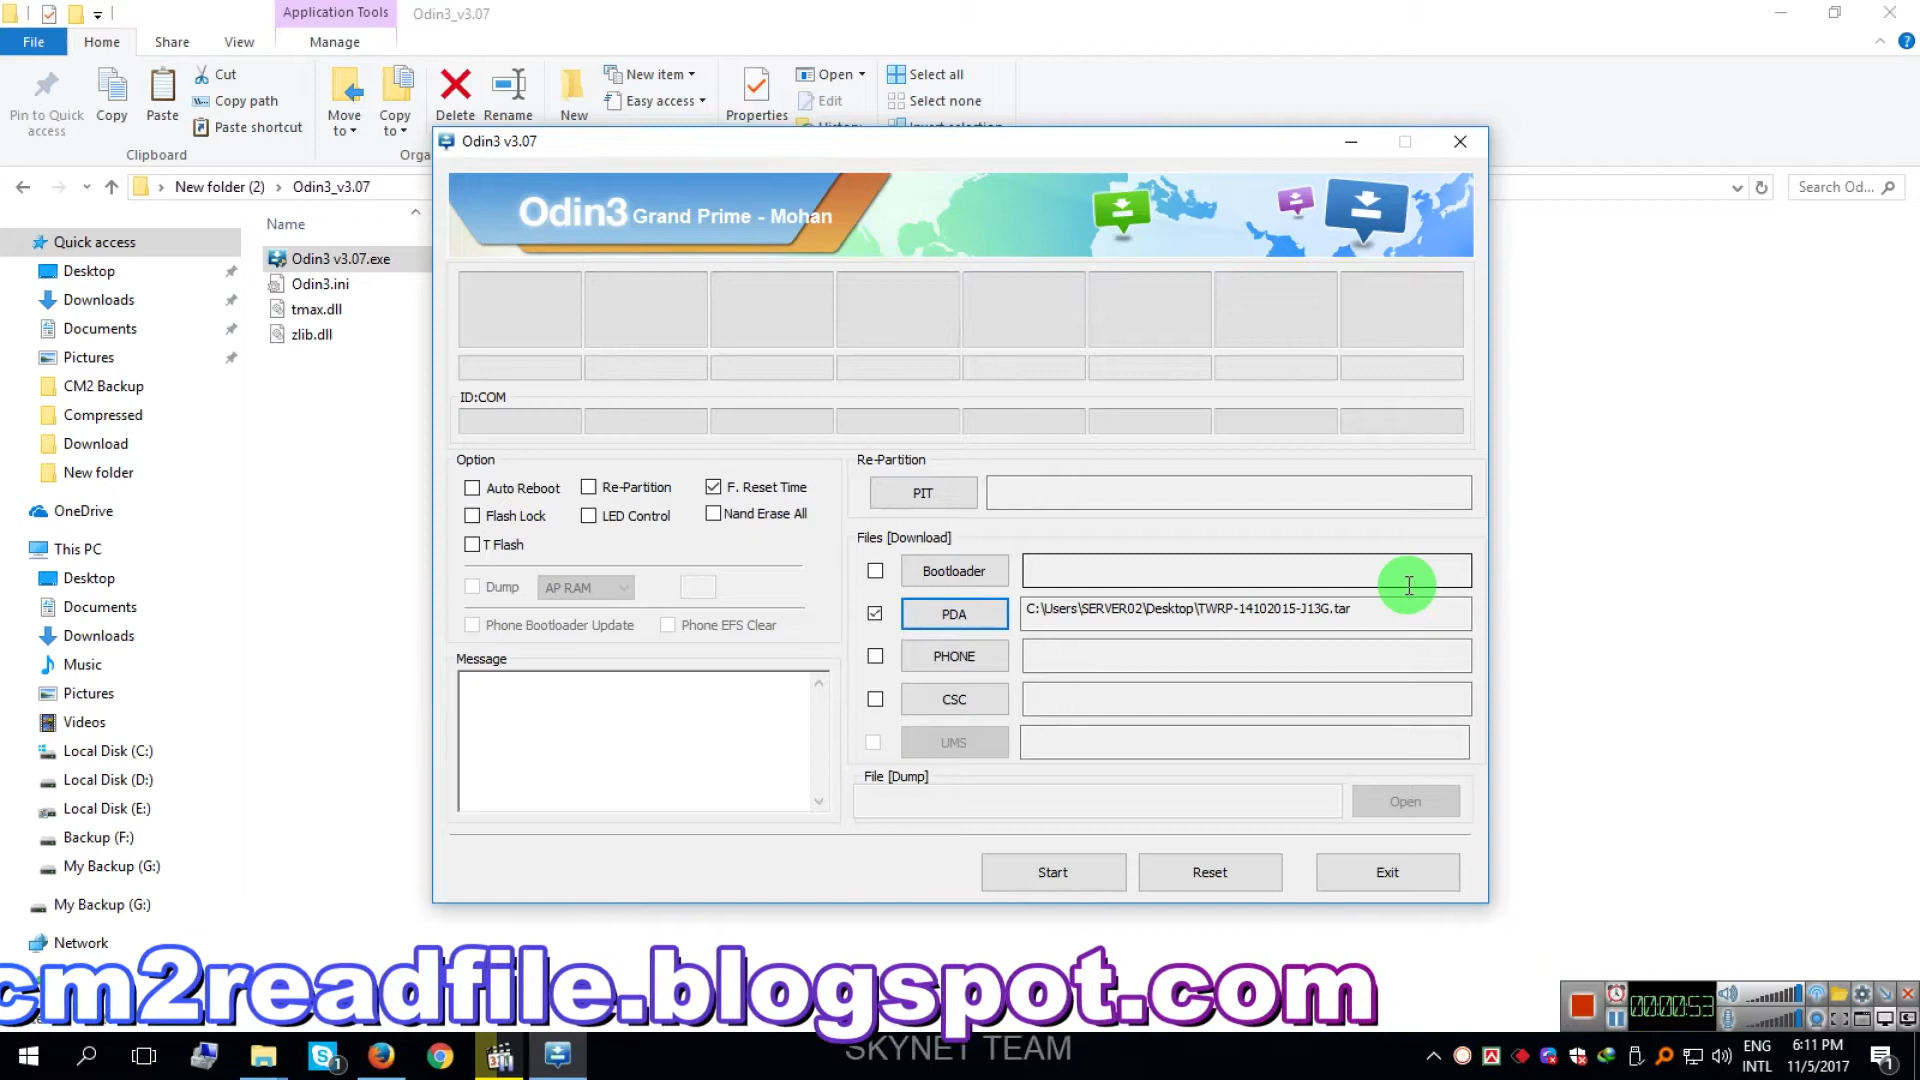 Application Tools
Odin3_v3.07
File
Home
Share
View
Manage
Pin to Quick access
Copy
Paste
Cut
Copy path
Paste shortcut
Clipboard
Move to
Copy to
Delete
Rename
New
New item
Easy access
Properties
Open
Edit
Select all
Select none
New folder (2)
Odin3_v3.07
Search Od...
Name
Odin3 v3.07.exe
Odin3.ini
tmax.dll
zlib.dll
Quick access
Desktop
Downloads
Documents
Pictures
CM2 Backup
Compressed
Download
New folder
OneDrive
This PC
Desktop
Documents
Music
Pictures
Videos
Local Disk (C:)
Local Disk (D:)
Local Disk (E:)
Backup (F:)
My Backup (G:)
My Backup (G:)
Network
Odin3 v3.07
Odin3 Grand Prime - Mohan
ID:COM
Option
Auto Reboot
Re-Partition
F. Reset Time
Flash Lock
LED Control
Nand Erase All
T Flash
Dump
AP RAM
Phone Bootloader Update
Phone EFS Clear
Message
Re-Partition
PIT
Files [Download]
Bootloader
PDA
C:\Users\SERVER02\Desktop\TWRP-14102015-J13G.tar
PHONE
CSC
UMS
File [Dump]
Open
Start
Reset
Exit
cm2readfile.blogspot.com
00:00:53
SKYNET TEAM
ENG
INTL
6:11 PM
11/5/2017